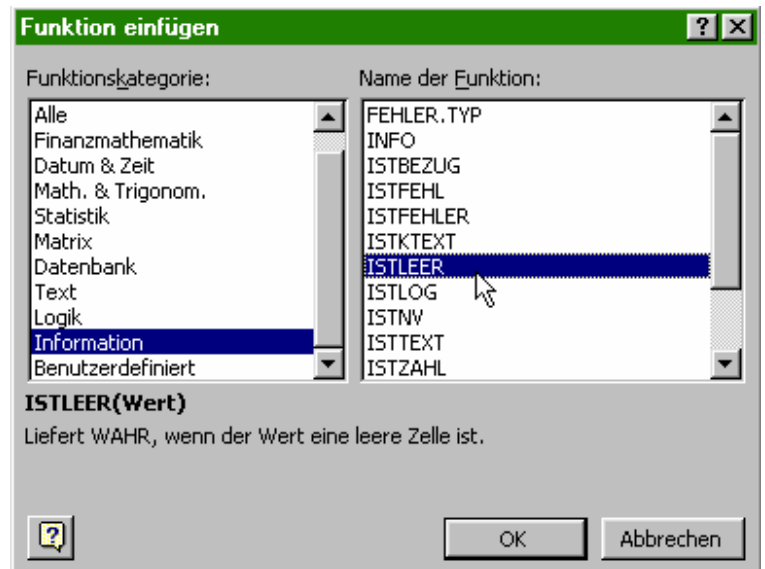 Funktion einfügen
Funktionskategorie:
Alle
Finanzmathematik
Datum & Zeit
Math. & Trigonom.
Statistik
Matrix
Datenbank
Text
Logik
Information
Benutzerdefiniert
Name der Funktion:
FEHLER.TYP
INFO
ISTBEZUG
ISTFEHL
ISTFEHLER
ISTKTEXT
ISTLEER
ISTLOG
ISTNV
ISTTEXT
ISTZAHL
ISTLEER(Wert)
Liefert WAHR, wenn der Wert eine leere Zelle ist.
OK
Abbrechen